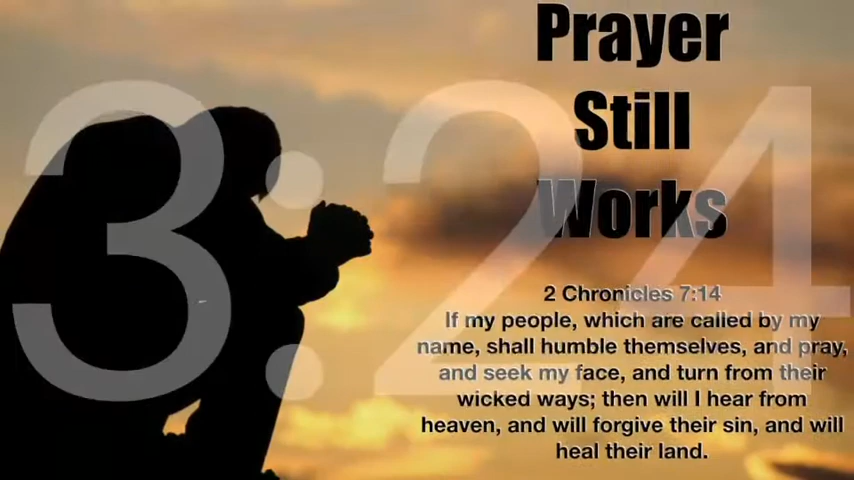 Prayer
Still
Works
3:24
2 Chronicles 7:14
If my people, which are called by my
name, shall humble themselves, and pray,
and seek my face, and turn from their
wicked ways; then will I hear from
heaven, and will forgive their sin, and will
heal their land.